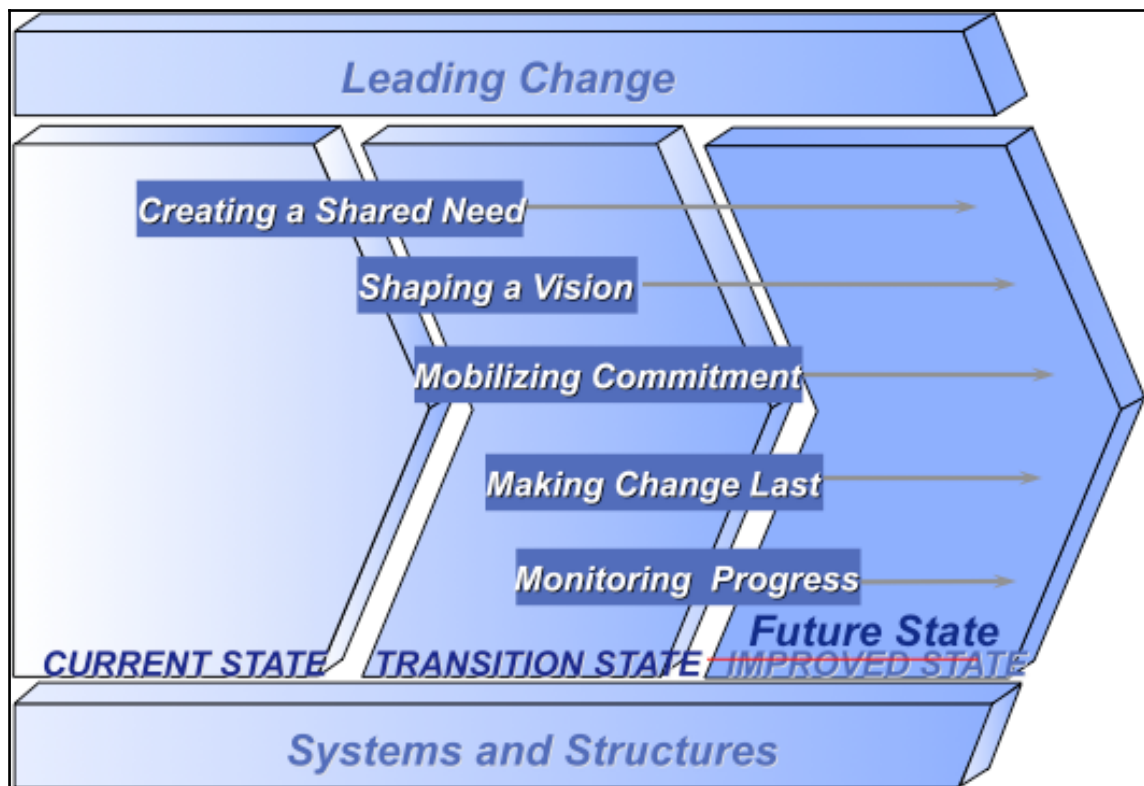 Leading Change
Creating a Shared Need
Shaping a Vision
Mobilizing Commitment
Making Change Last
Monitoring Progress
Future State
CURRENT STATE
TRANSITION STATE
IMPROVED STATE
Systems and Structures